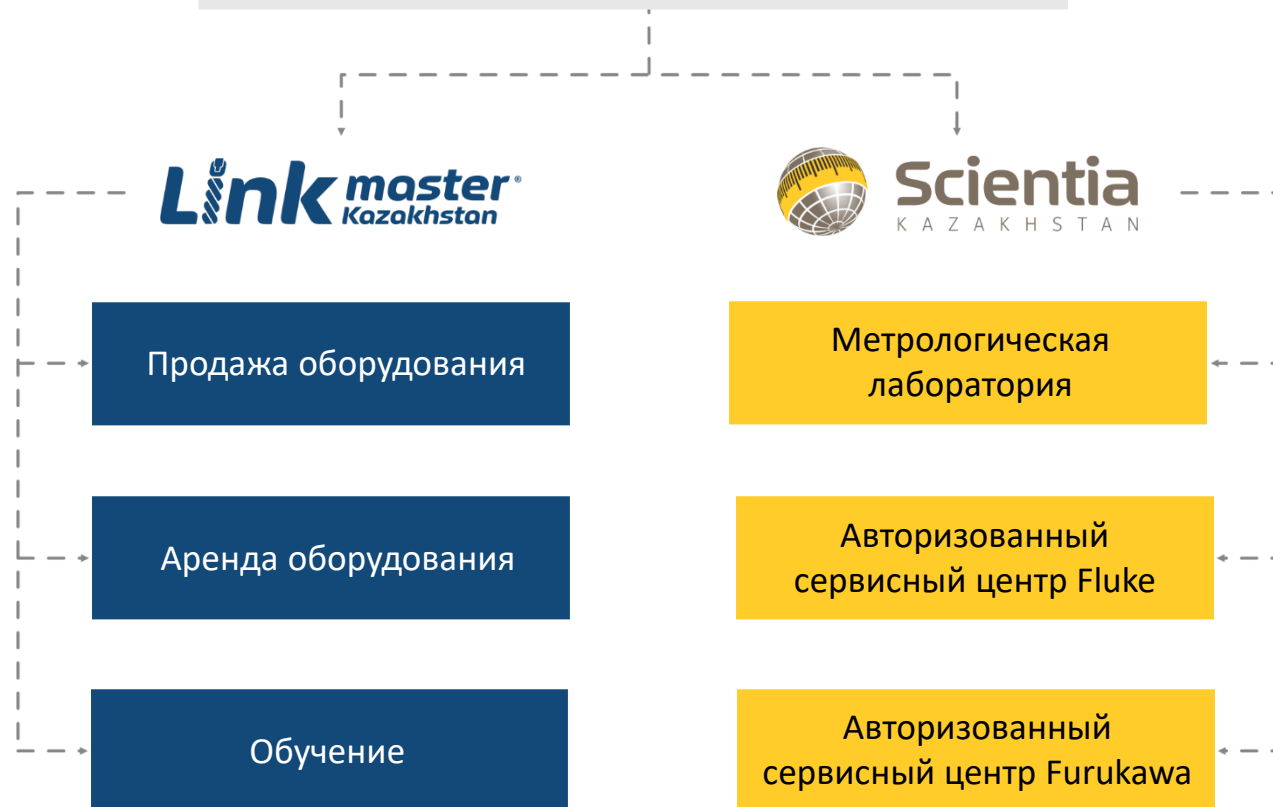 Link master®
Kazakhstan
Scientia
KAZAKHSTAN
Продажа оборудования
Метрологическая
лаборатория
Аренда оборудования
Авторизованный
сервисный центр Fluke
Обучение
Авторизованный
сервисный центр Furukawa